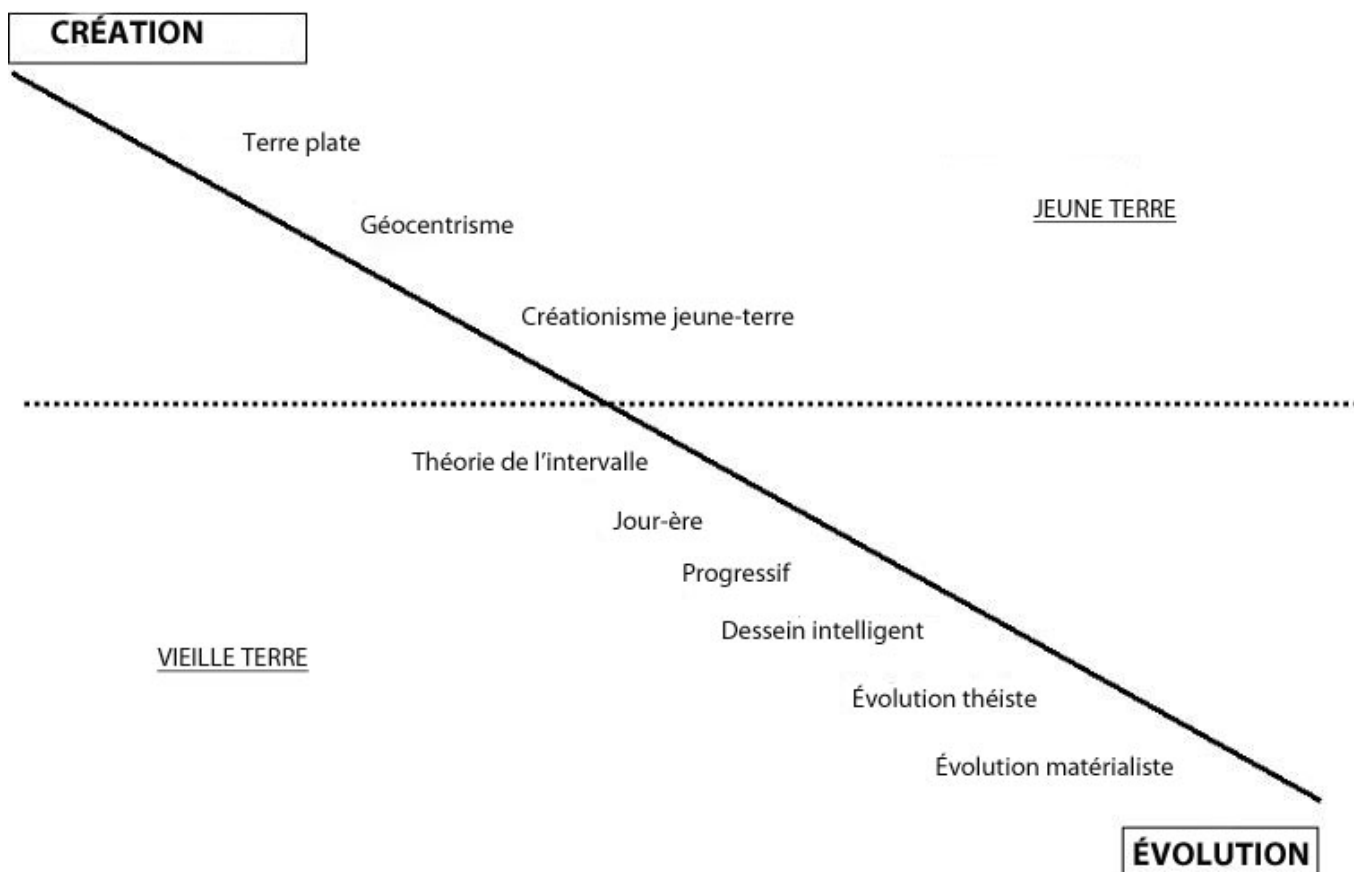 CRÉATION
Terre plate
JEUNE TERRE
Géocentrisme
Créationisme jeune-terre
Théorie de l'intervalle
Jour-ère
Progressif
Dessein intelligent
VIEILLE TERRE
Évolution théiste
Évolution matérialiste
ÉVOLUTION